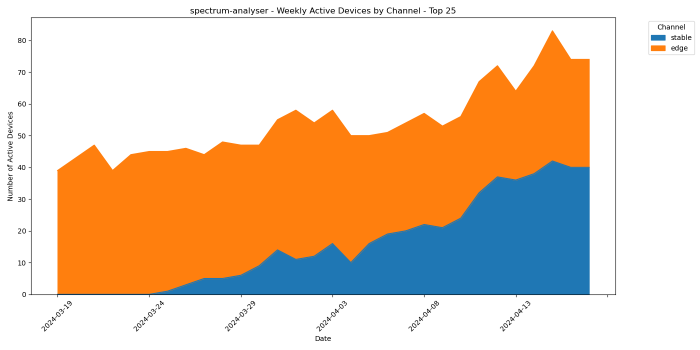 spectrum-analyser - Weekly Active Devices by Channel - Top 25
Channel
stable
edge
Number of Active Devices
80
70
60
50
40
30
20
10
0
2024-03-19
2024-03-24
2024-03-29
2024-04-03
2024-04-08
2024-04-13
Date